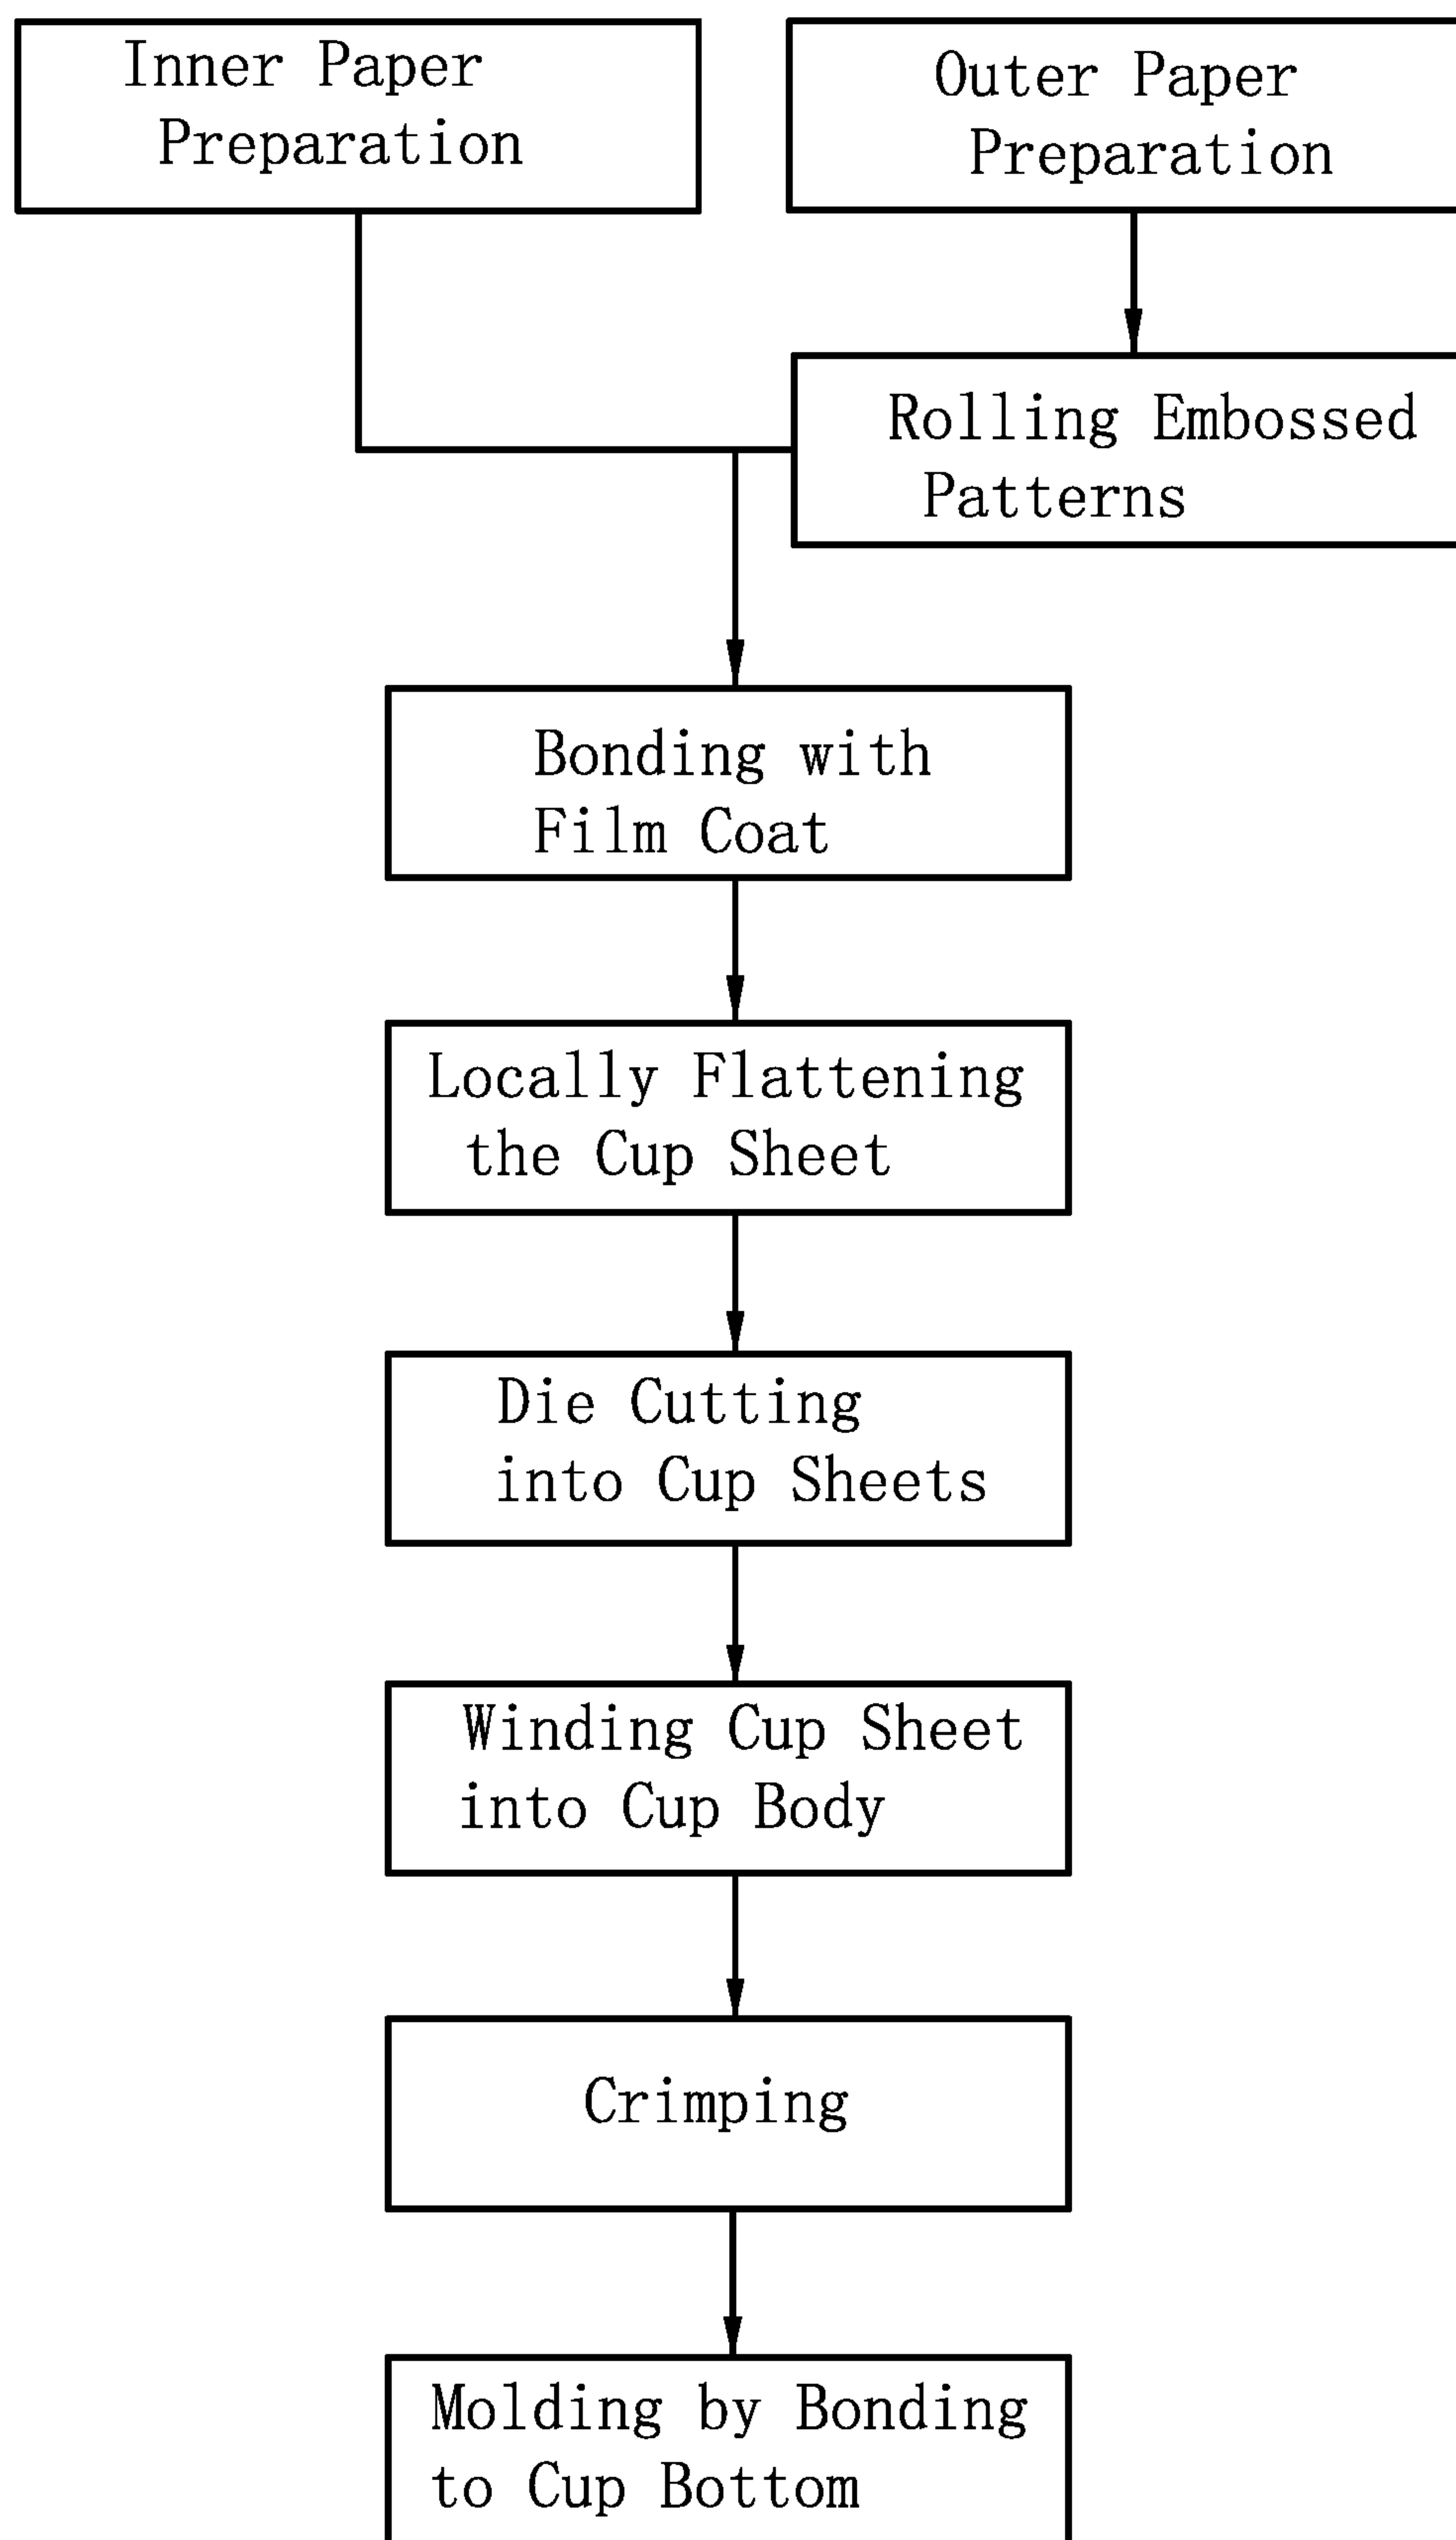 Inner Paper
Preparation
Outer Paper
Preparation
Rolling Embossed
Patterns
Bonding with
Film Coat
Locally Flattening
the Cup Sheet
Die Cutting
into Cup Sheets
Winding Cup Sheet
into Cup Body
Crimping
Molding by Bonding
to Cup Bottom